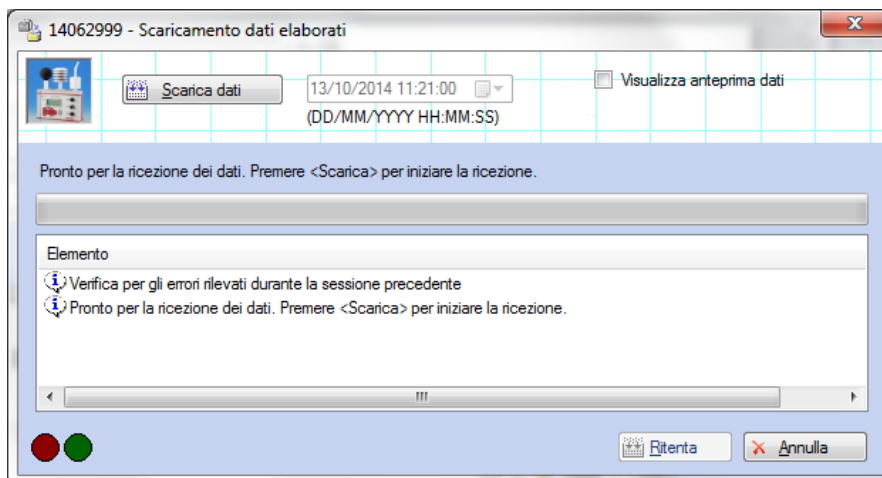 14062999 - Scaricamento dati elaborati
Scarica dati
13/10/2014 11:21:00
Visualizza anteprima dati
(DD/MM/YYYY HH:MM:SS)
Pronto per la ricezione dei dati. Premere <Scarica> per iniziare la ricezione.
Elemento
Verifica per gli errori rilevati durante la sessione precedente
Pronto per la ricezione dei dati. Premere <Scarica> per iniziare la ricezione.
Ritenta
Annulla